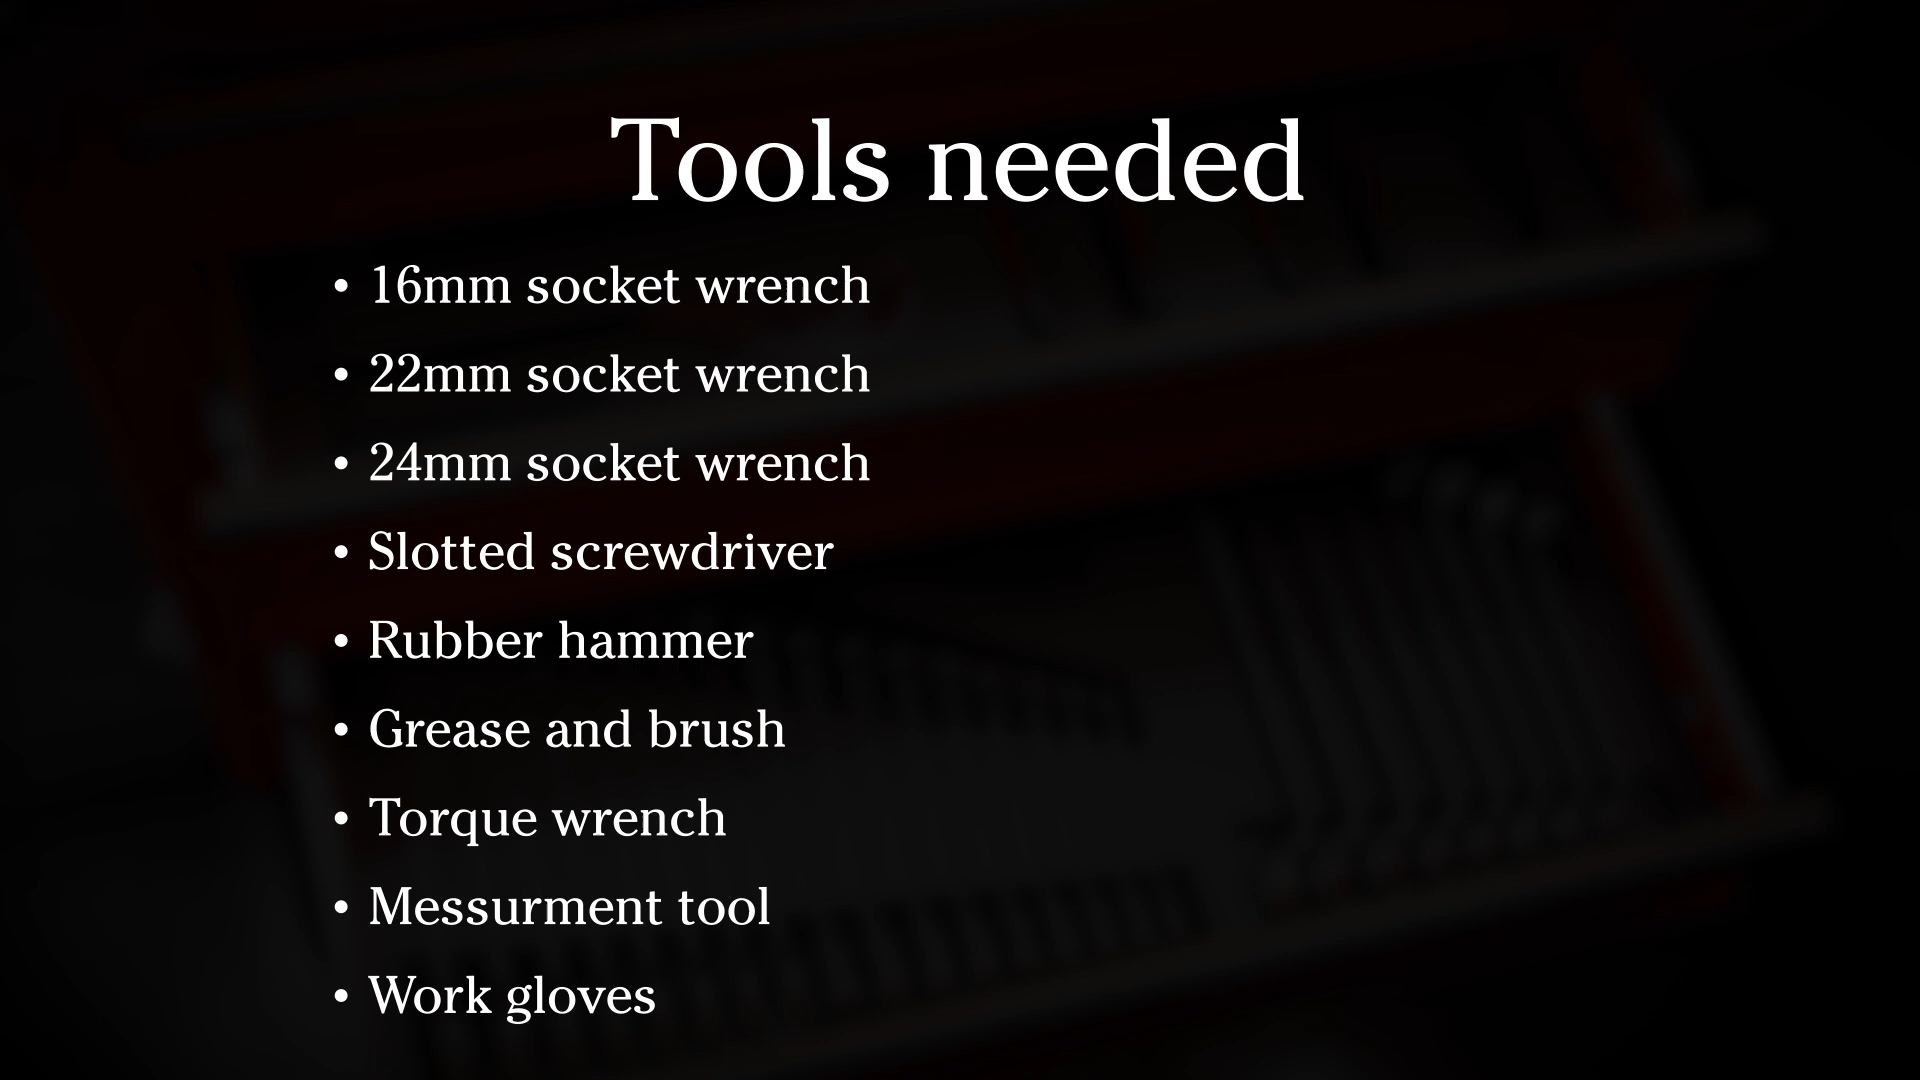 Tools needed
• 16mm socket wrench
• 22mm socket wrench
• 24mm socket wrench
• Slotted screwdriver
• Rubber hammer
• Grease and brush
• Torque wrench
• Messurment tool
• Work gloves